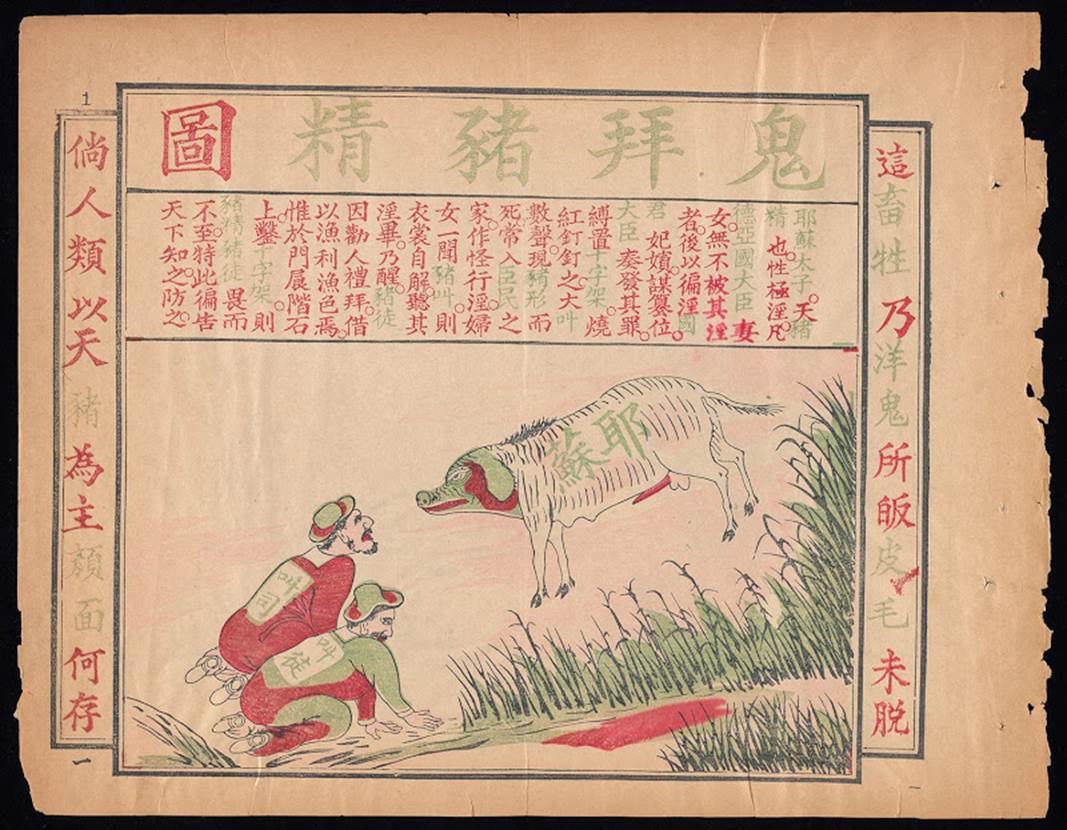 1
鬼拜豬精圖
這畜牲乃洋鬼所皈皮毛未脫
耶蘇太子。天豬
精也。性極淫。凡
德亞國大臣妻
女。無不被其淫
者。後以徧淫國
君妃嬪謀篡位。
大臣奏發其罪。
縛置十字架。燒
紅釘釘之。大叫
數聲。現豬形而
死。常入臣民之
家。作怪行淫。婦
女一聞豬叫。則
衣裳自解。聽其
淫畢。乃醒。豬徒
因勸人禮拜。借
以漁利漁色焉。
惟於門扆階石
上鑿十字架。則
豬精豬徒畏而
不至。特此徧告
天下知之。防之。
耶蘇
叫司
叫徒
倘人類以天豬為主顏面何存
一